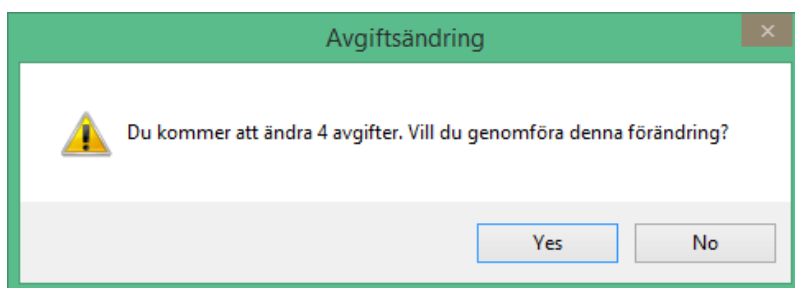 Avgiftsändring
Du kommer att ändra 4 avgifter. Vill du genomföra denna förändring?
Yes No